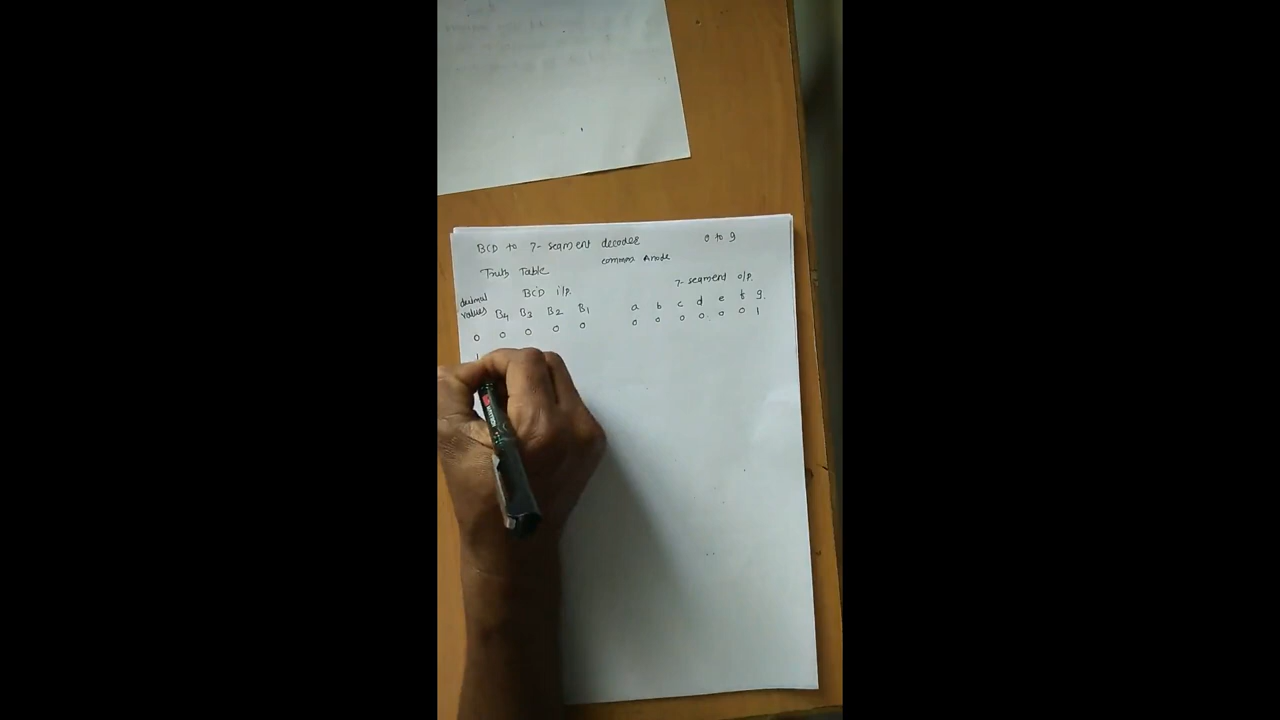 BCD to 7- segment decoder 0 to 9
common Anode
Truth Table
7- segment o/p.
BCD i/p.
decimal values B4 B3 B2 B1 a b c d e f g.
0 0 0 0 0 0 0 0 0 0 0 1
1